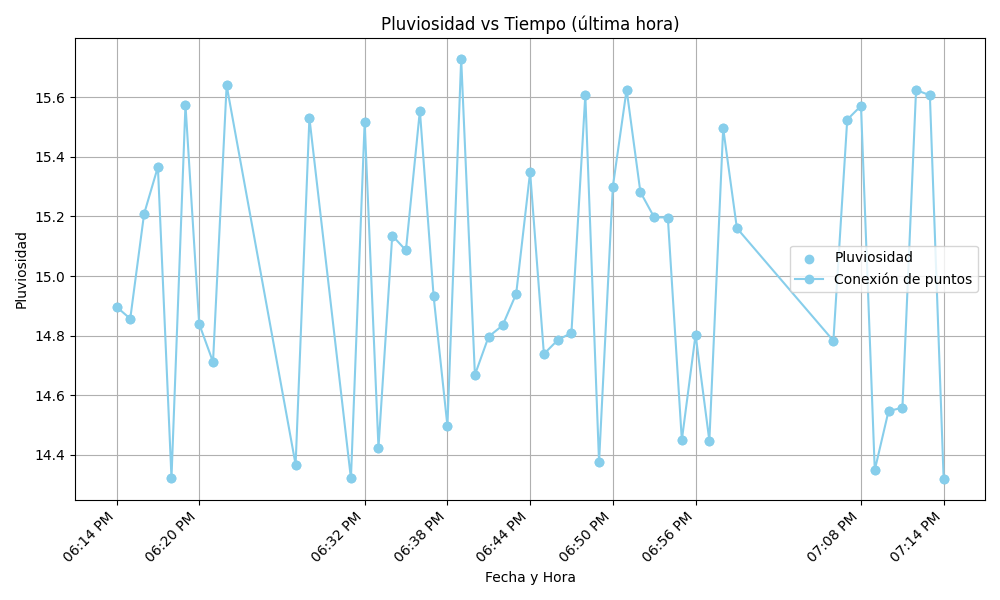 Pluviosidad vs Tiempo (última hora)
Pluviosidad
15.6
15.4
15.2
15.0
14.8
14.6
14.4
Pluviosidad
Conexión de puntos
06:14 PM
06:20 PM
06:32 PM
06:38 PM
06:44 PM
06:50 PM
06:56 PM
07:08 PM
07:14 PM
Fecha y Hora